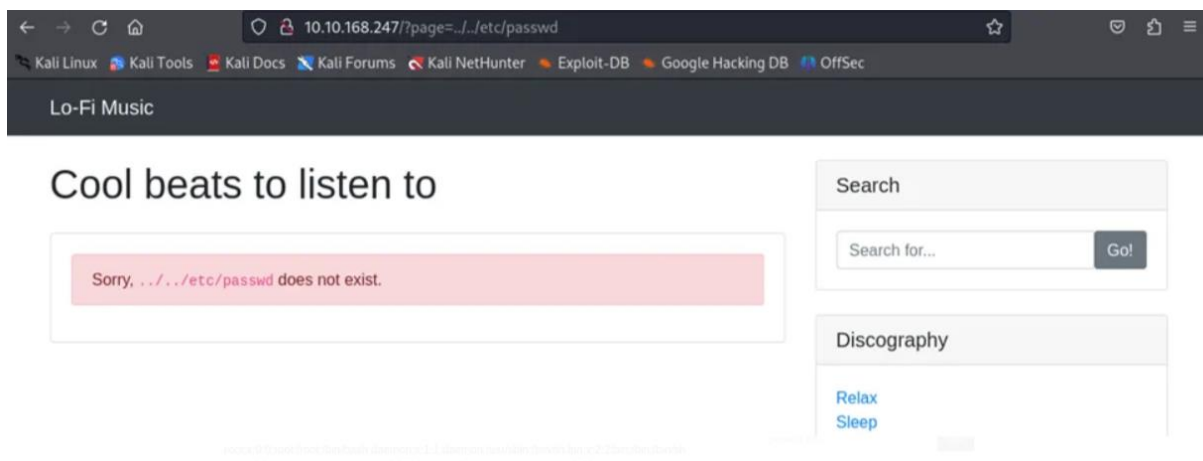 10.10.168.247/?page=../../etc/passwd
Kali Linux Kali Tools Kali Docs Kali Forums Kali NetHunter Exploit-DB Google Hacking DB OffSec
Lo-Fi Music
Cool beats to listen to
Sorry, ../../etc/passwd does not exist.
Search
Search for... Go!
Discography
Relax
Sleep